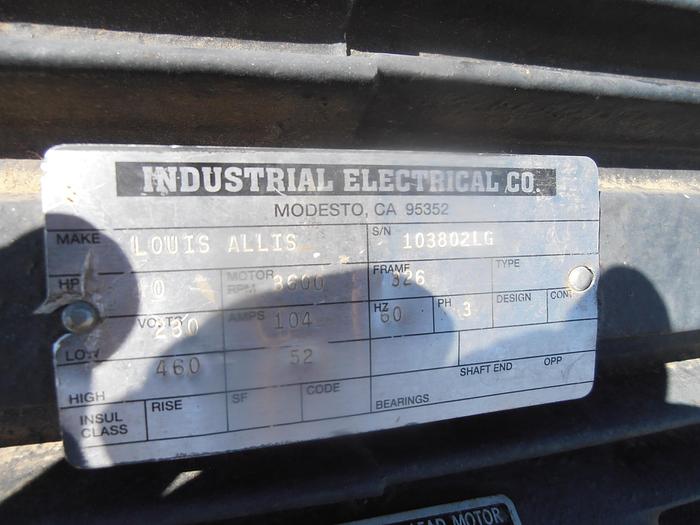 INDUSTRIAL ELECTRICAL CO
MODESTO, CA 95352
MAKE LOUIS ALLIS S/N 103802LG
HP 0 MOTOR RPM 3600 FRAME 326 TYPE
VOLTS 230 AMPS 104 HZ 60 PH 3 DESIGN
LOW 460 52
HIGH SHAFT END OPP
INSUL CLASS RISE SF CODE BEARINGS
MOTOR